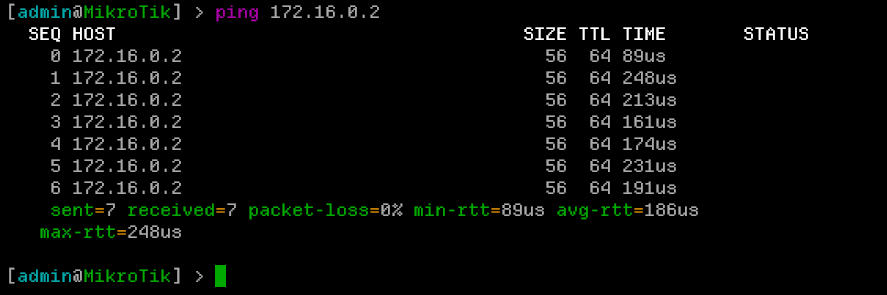 [admin@MikroTik] > ping 172.16.0.2
SEQ HOST SIZE TTL TIME STATUS
0 172.16.0.2 56 64 89us
1 172.16.0.2 56 64 248us
2 172.16.0.2 56 64 213us
3 172.16.0.2 56 64 161us
4 172.16.0.2 56 64 174us
5 172.16.0.2 56 64 231us
6 172.16.0.2 56 64 191us
sent=7 received=7 packet-loss=0% min-rtt=89us avg-rtt=186us
max-rtt=248us
[admin@MikroTik] >